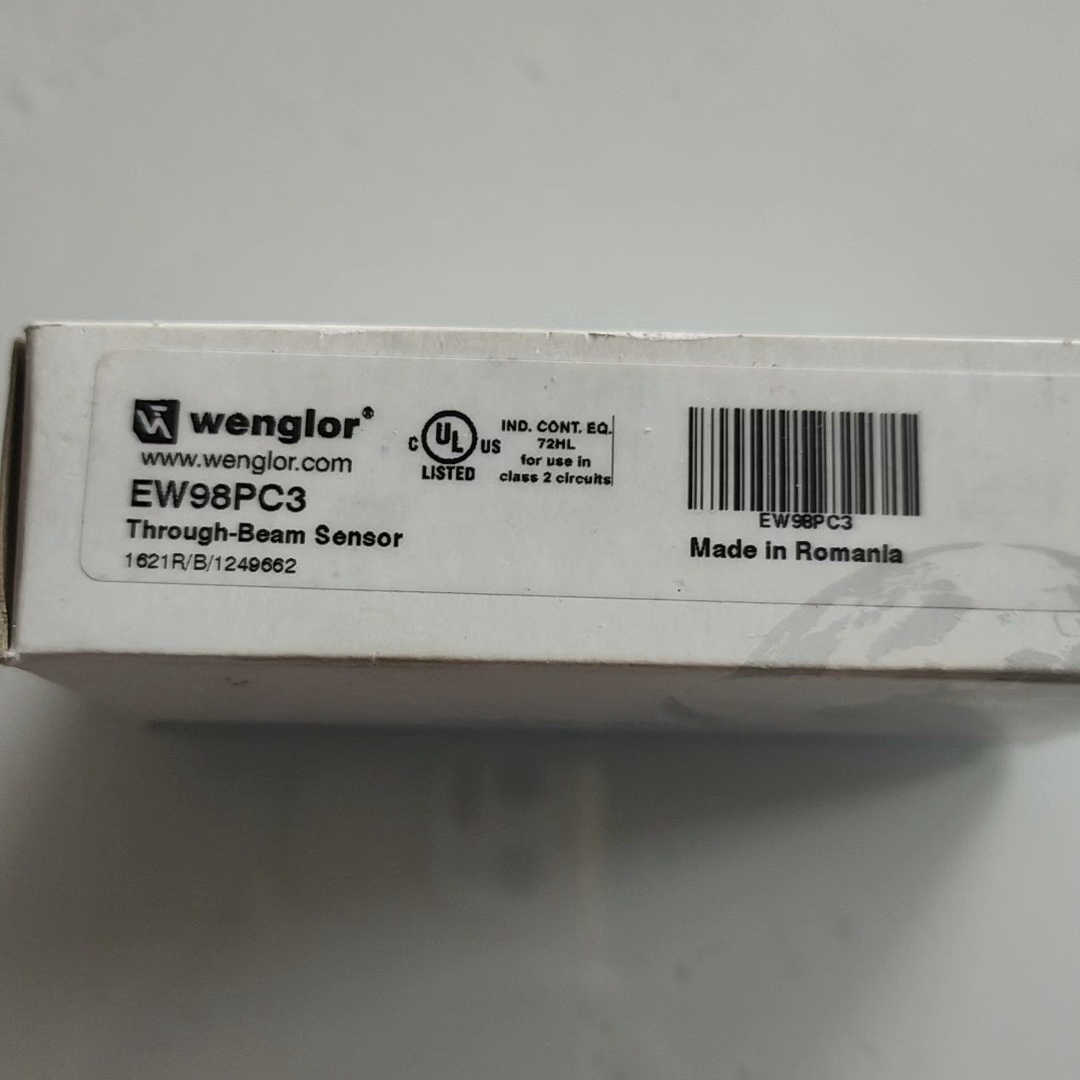 wenglor®
www.wenglor.com
EW98PC3
Through-Beam Sensor
1621R/B/1249662
C UL US
LISTED
IND. CONT. EQ.
72HL
for use in
class 2 circuits
EW98PC3
Made in Romania